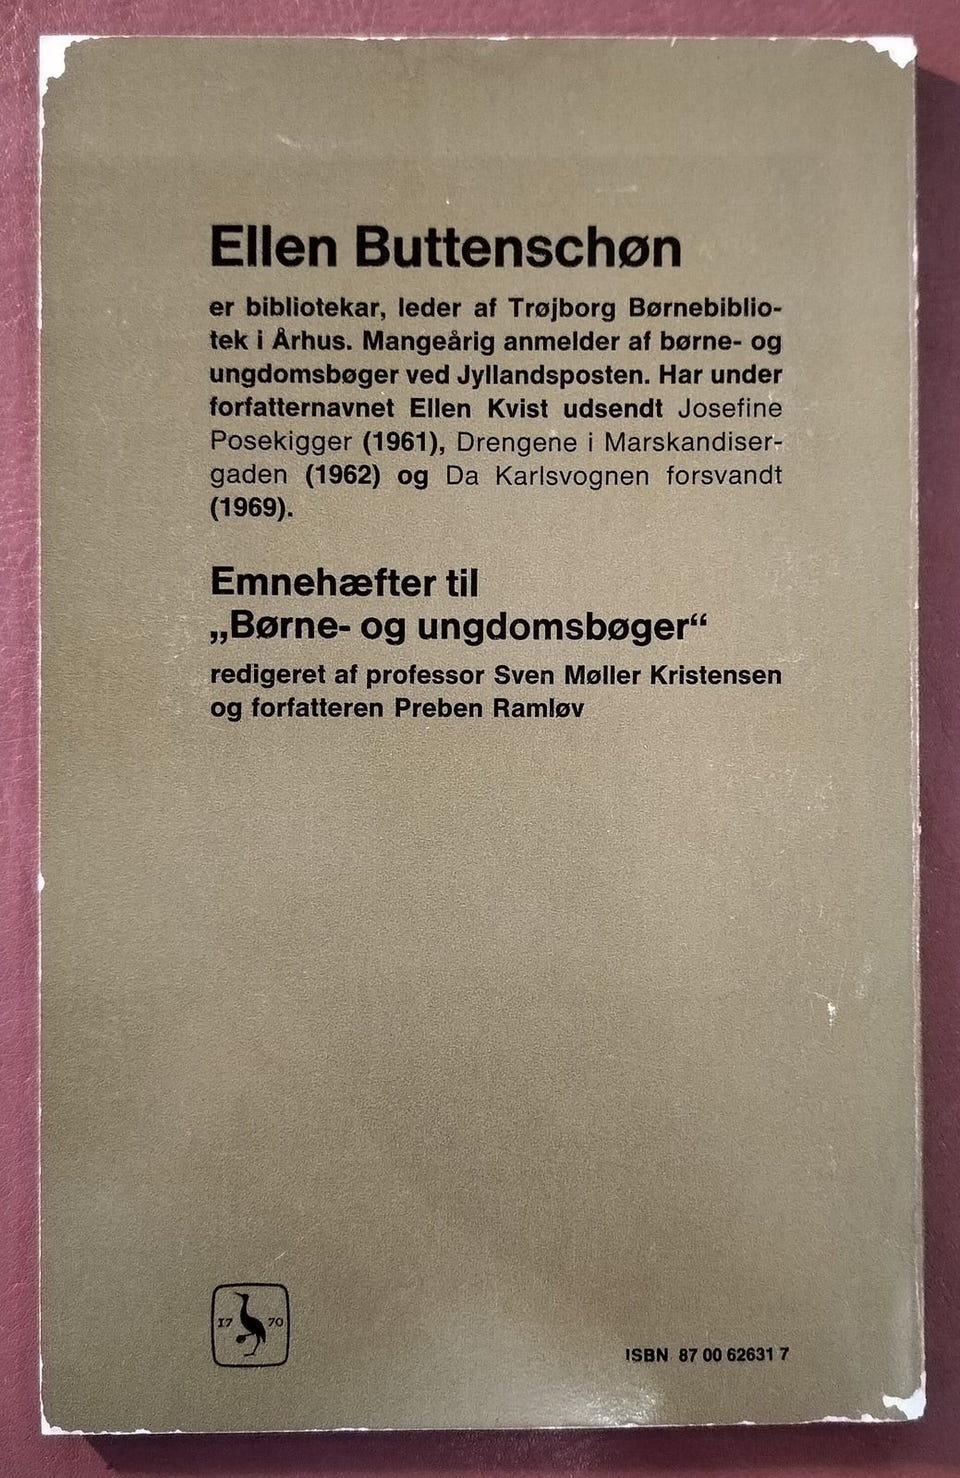 Ellen Buttenschøn
er bibliotekar, leder af Trøjborg Børnebiblio-
tek i Århus. Mangeårig anmelder af børne- og
ungdomsbøger ved Jyllandsposten. Har under
forfatternavnet Ellen Kvist udsendt Josefine
Posekigger (1961), Drengene i Marskandiser-
gaden (1962) og Da Karlsvognen forsvandt
(1969).
Emnehæfter til
„Børne- og ungdomsbøger“
redigeret af professor Sven Møller Kristensen
og forfatteren Preben Ramløv
17 70
ISBN 87 00 62631 7